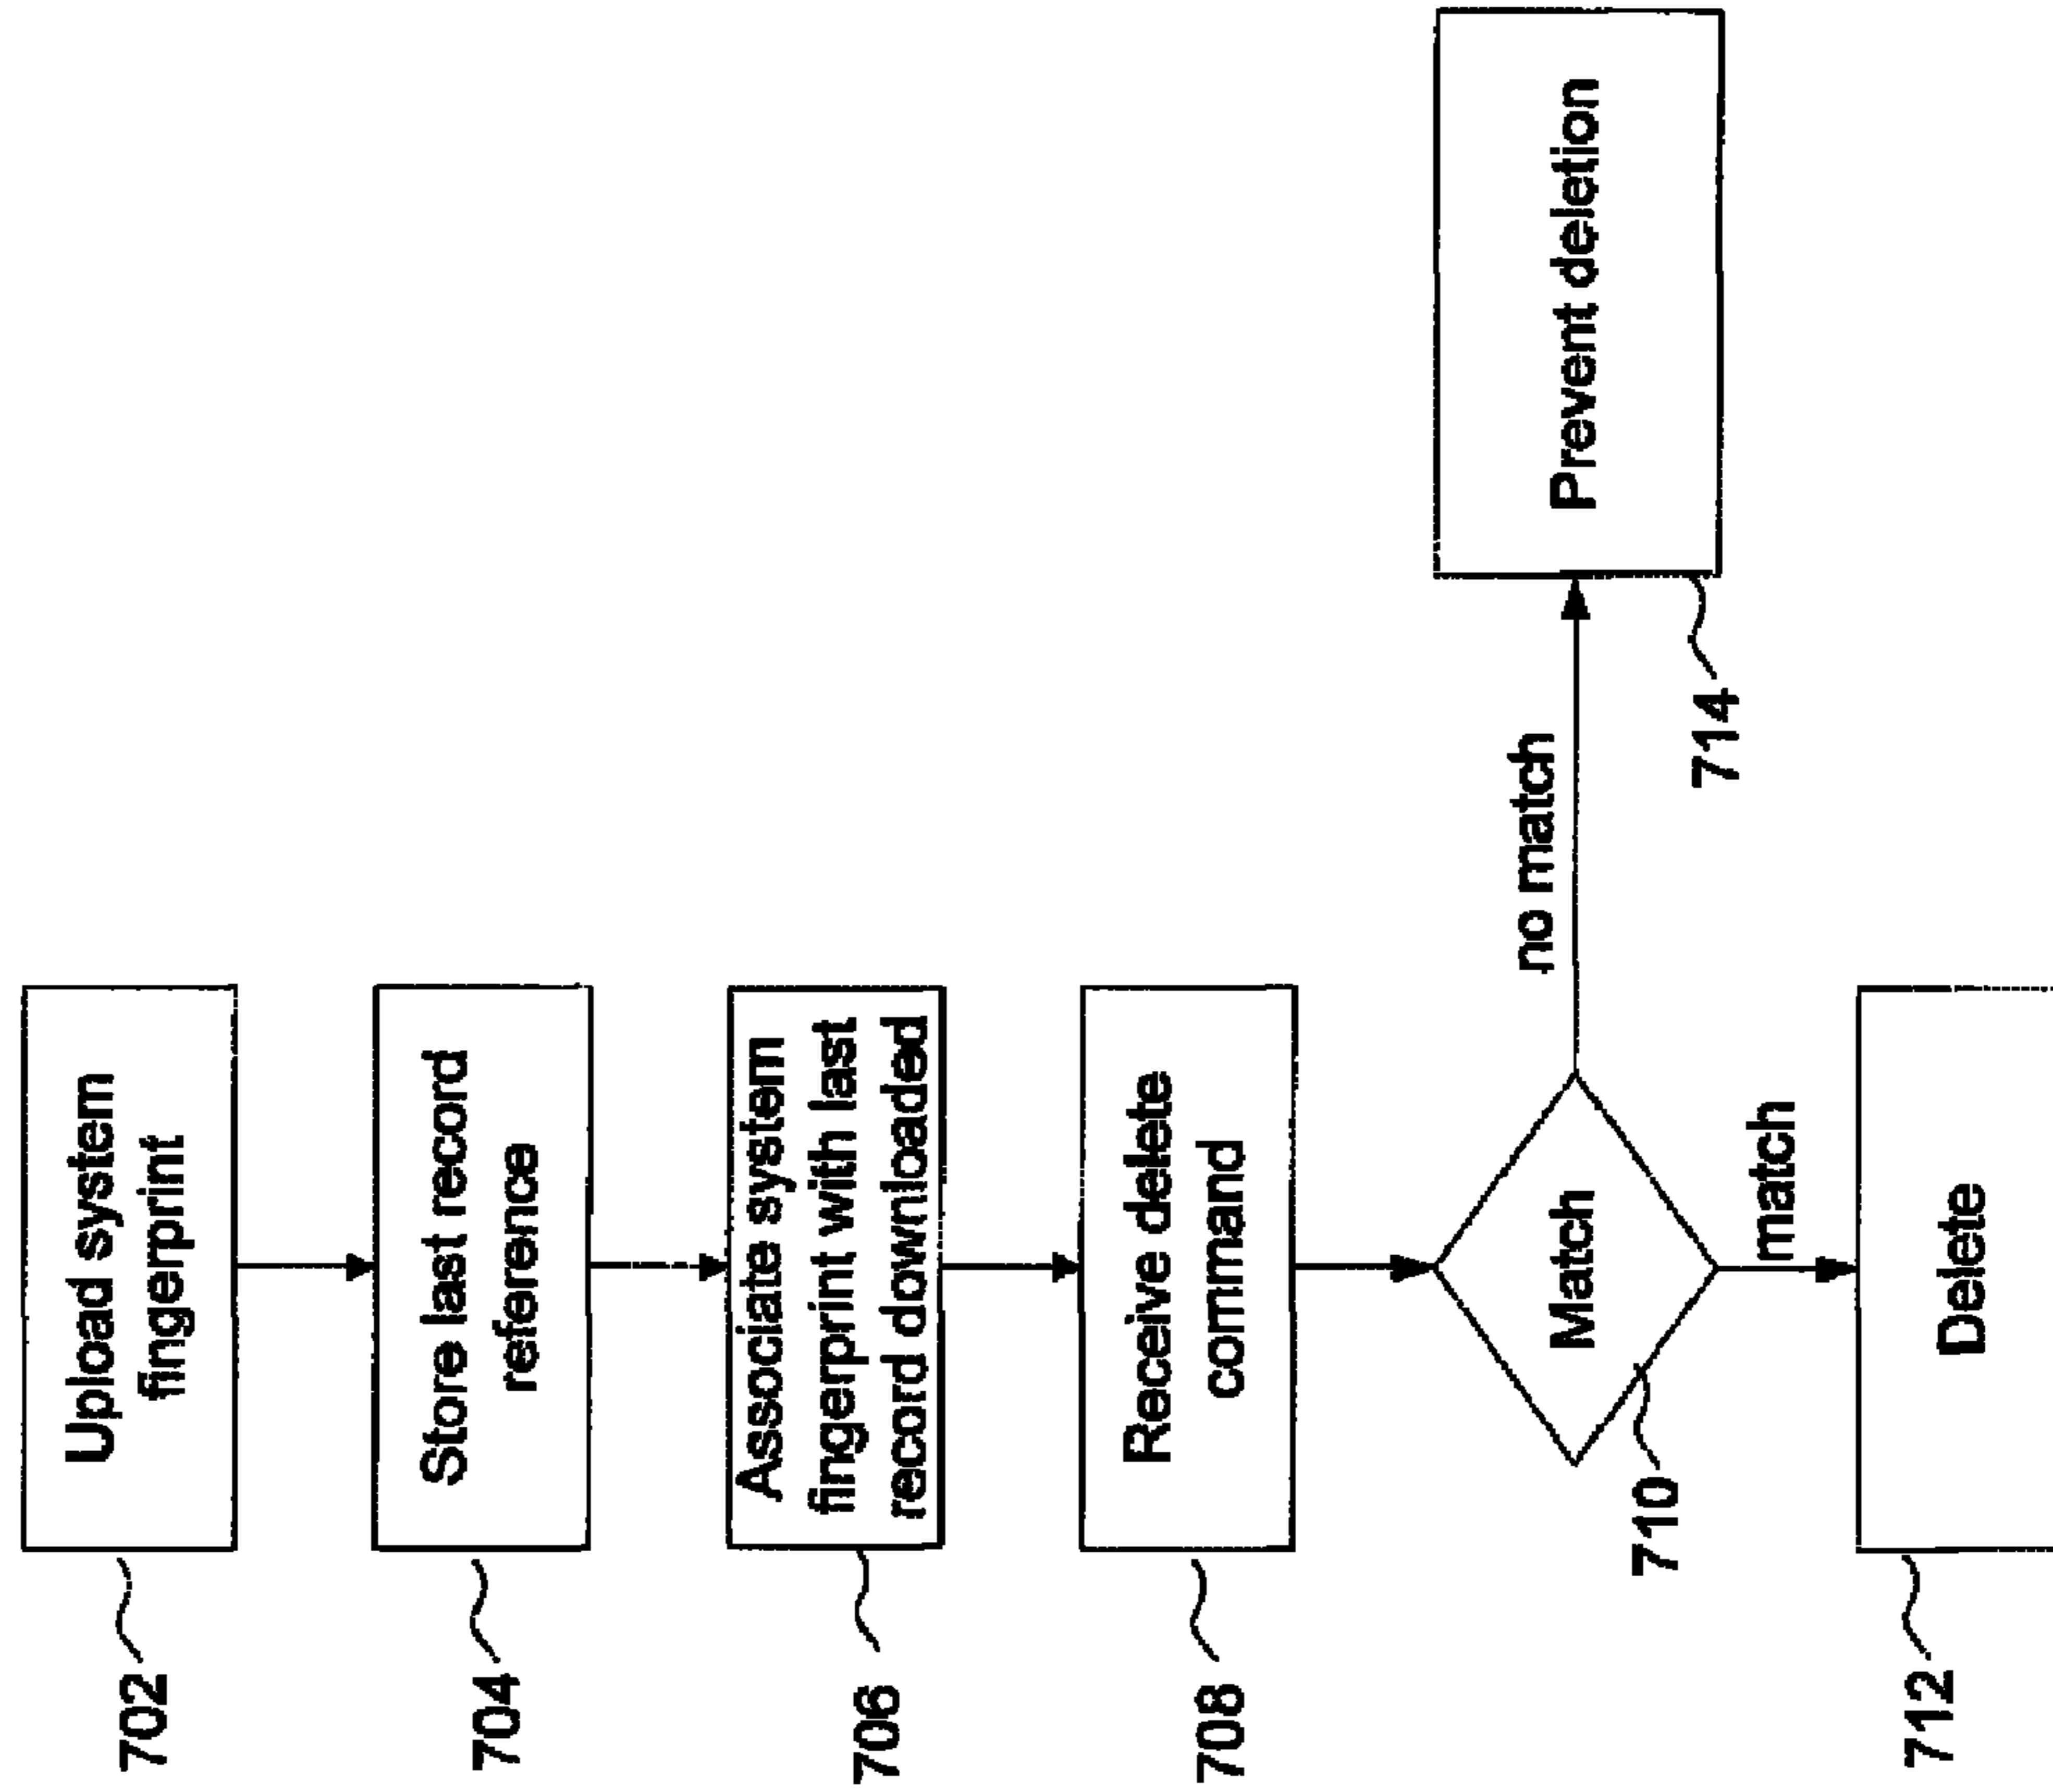 702
Upload system
fingerprint
704
Store last record
reference
706
Associate system
fingerprint with last
record downloaded
708
Receive delete
command
710
Match
no match
714
Prevent deletion
match
712
Delete